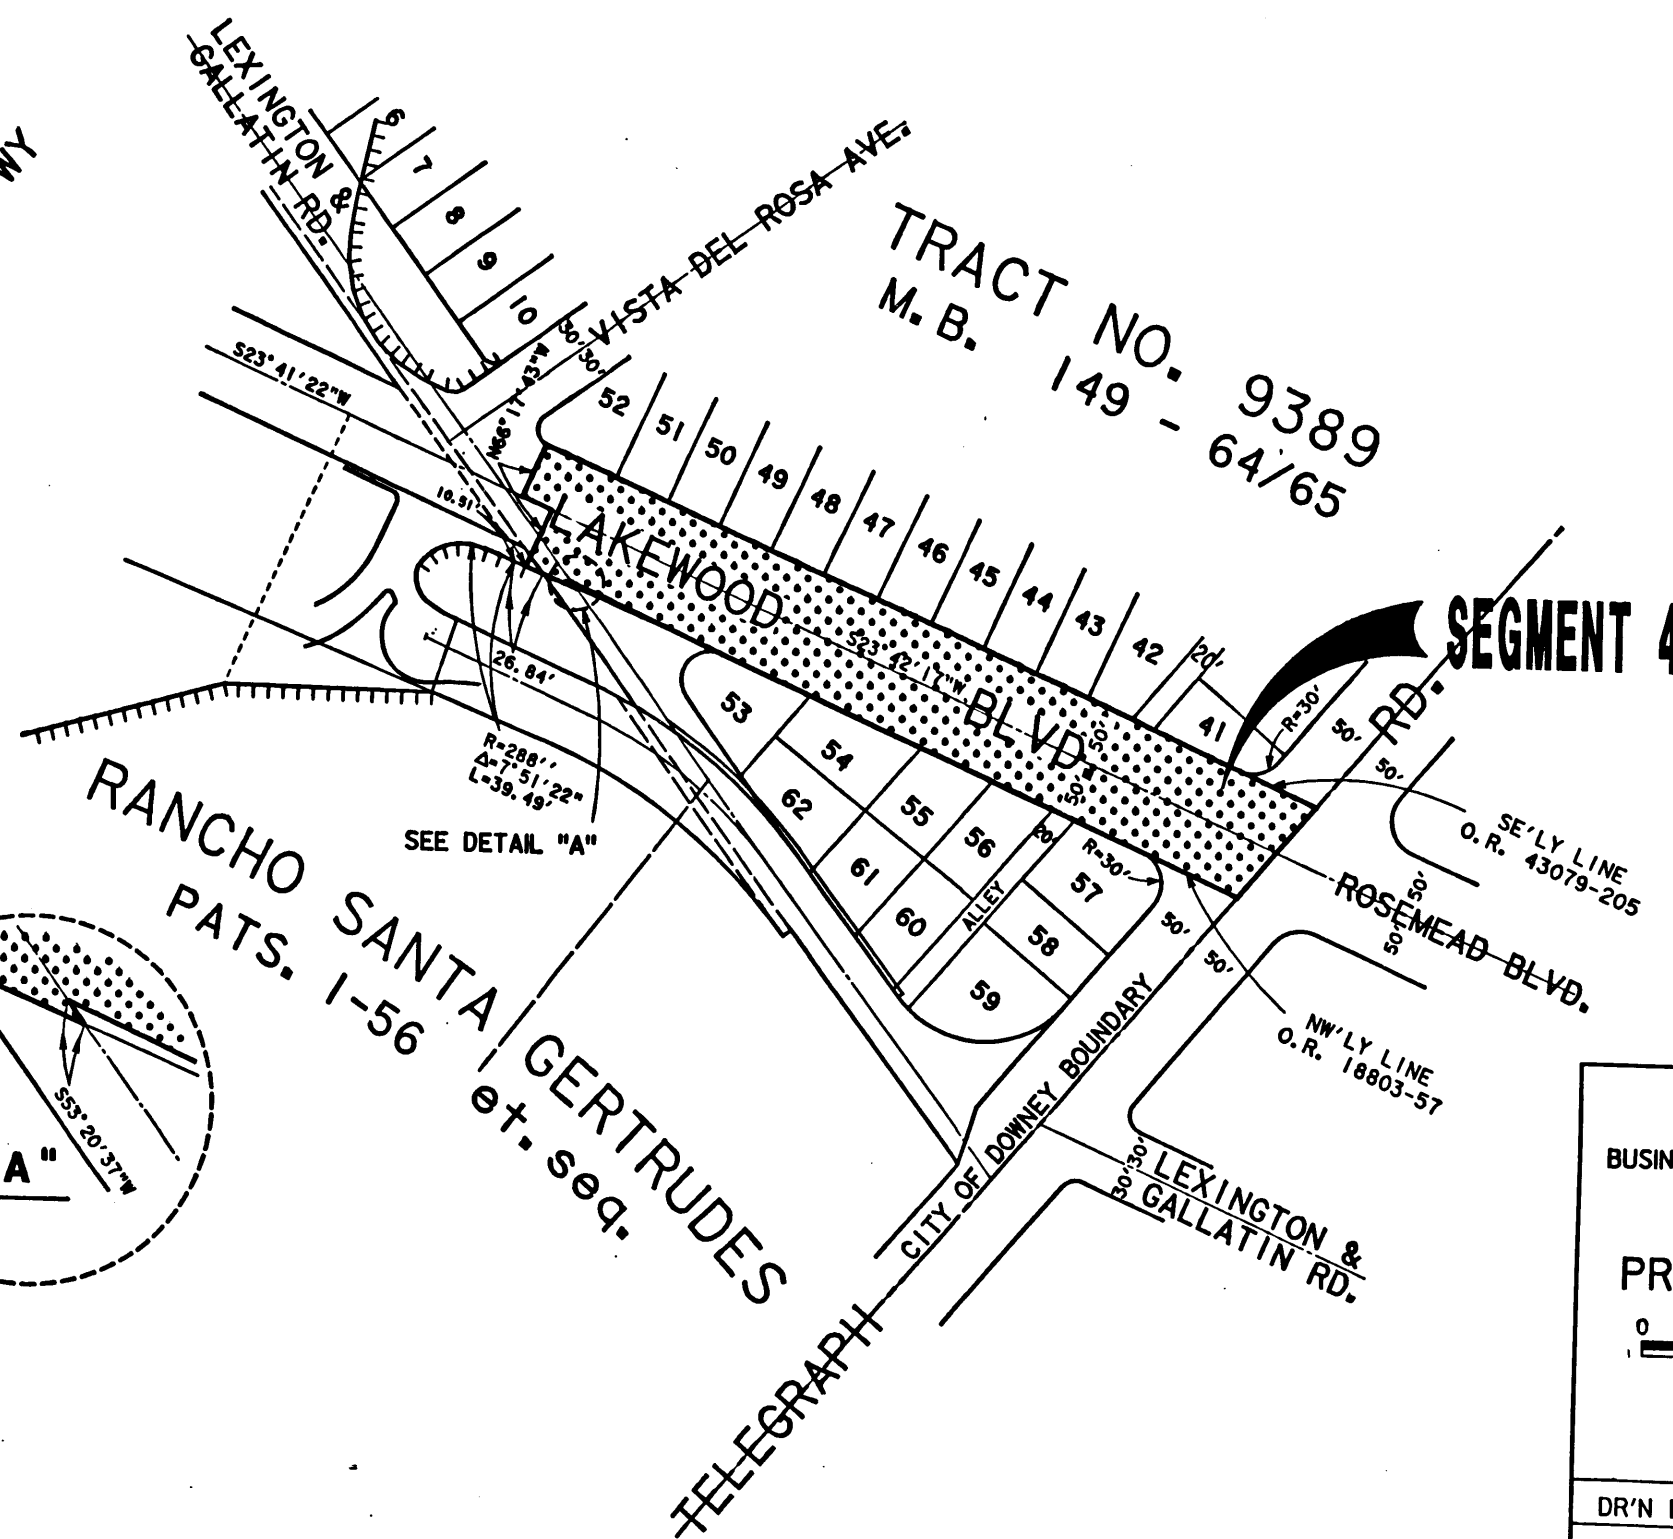 WY
LEXINGTON &
GALLATIN RD.
6
7
8
9
10
VISTA DEL ROSA AVE.
30' 30'
TRACT NO. 9389
M. B. 149 - 64/65
S23°41'22"W
N66°17'43"W
10.51'
52
51
50
49
48
47
46
45
44
43
42
20'
41
R=30'
LAKEWOOD BLVD.
S23°42'17"W
50' 50'
SEGMENT 4
RD.
50'
50'
SE'LY LINE
O.R. 43079-205
ROSEMEAD BLVD.
50' 50'
26.84'
R=288'
Δ=7°51'22"
L=39.49'
SEE DETAIL "A"
53
54
55
56
20'
R=30'
57
62
61
60
ALLEY
58
59
50'
50'
NW'LY LINE
O.R. 18803-57
RANCHO SANTA GERTRUDES
PATS. 1-56 et. seq.
S53°20'37"W
A"
CITY OF DOWNEY BOUNDARY
30' 30'
LEXINGTON &
GALLATIN RD.
TELEGRAPH
BUSIN
PR
0
DR'N